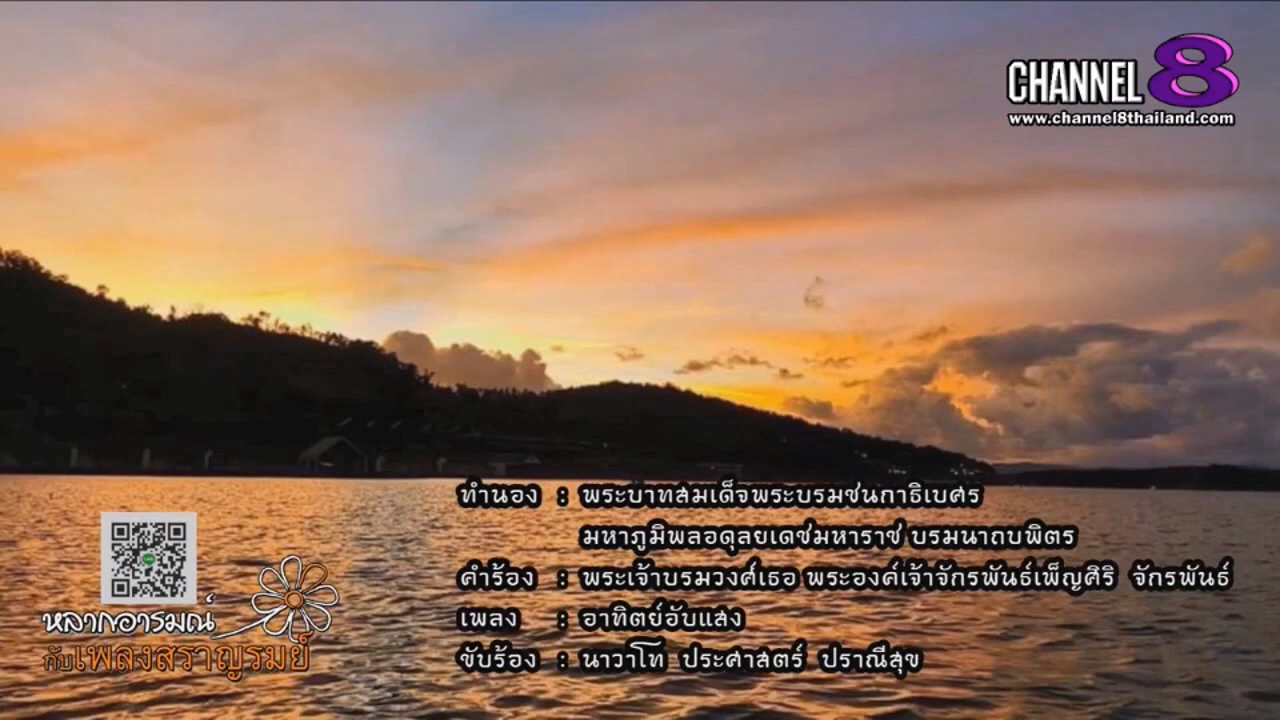 CHANNEL 8
www.channel8thailand.com
ทำนอง : พระบาทสมเด็จพระบรมชนกาธิเบศร
มหาภูมิพลอดุลยเดชมหาราช บรมนาถบพิตร
คำร้อง : พระเจ้าบรมวงศ์เธอ พระองค์เจ้าจักรพันธ์เพ็ญศิริ จักรพันธ์
เพลง : อาทิตย์อับแสง
ขับร้อง : นาวาโท ประศาสตร์ ปราณีสุข
หลากอารมณ์
กับเพลงสราญรมย์